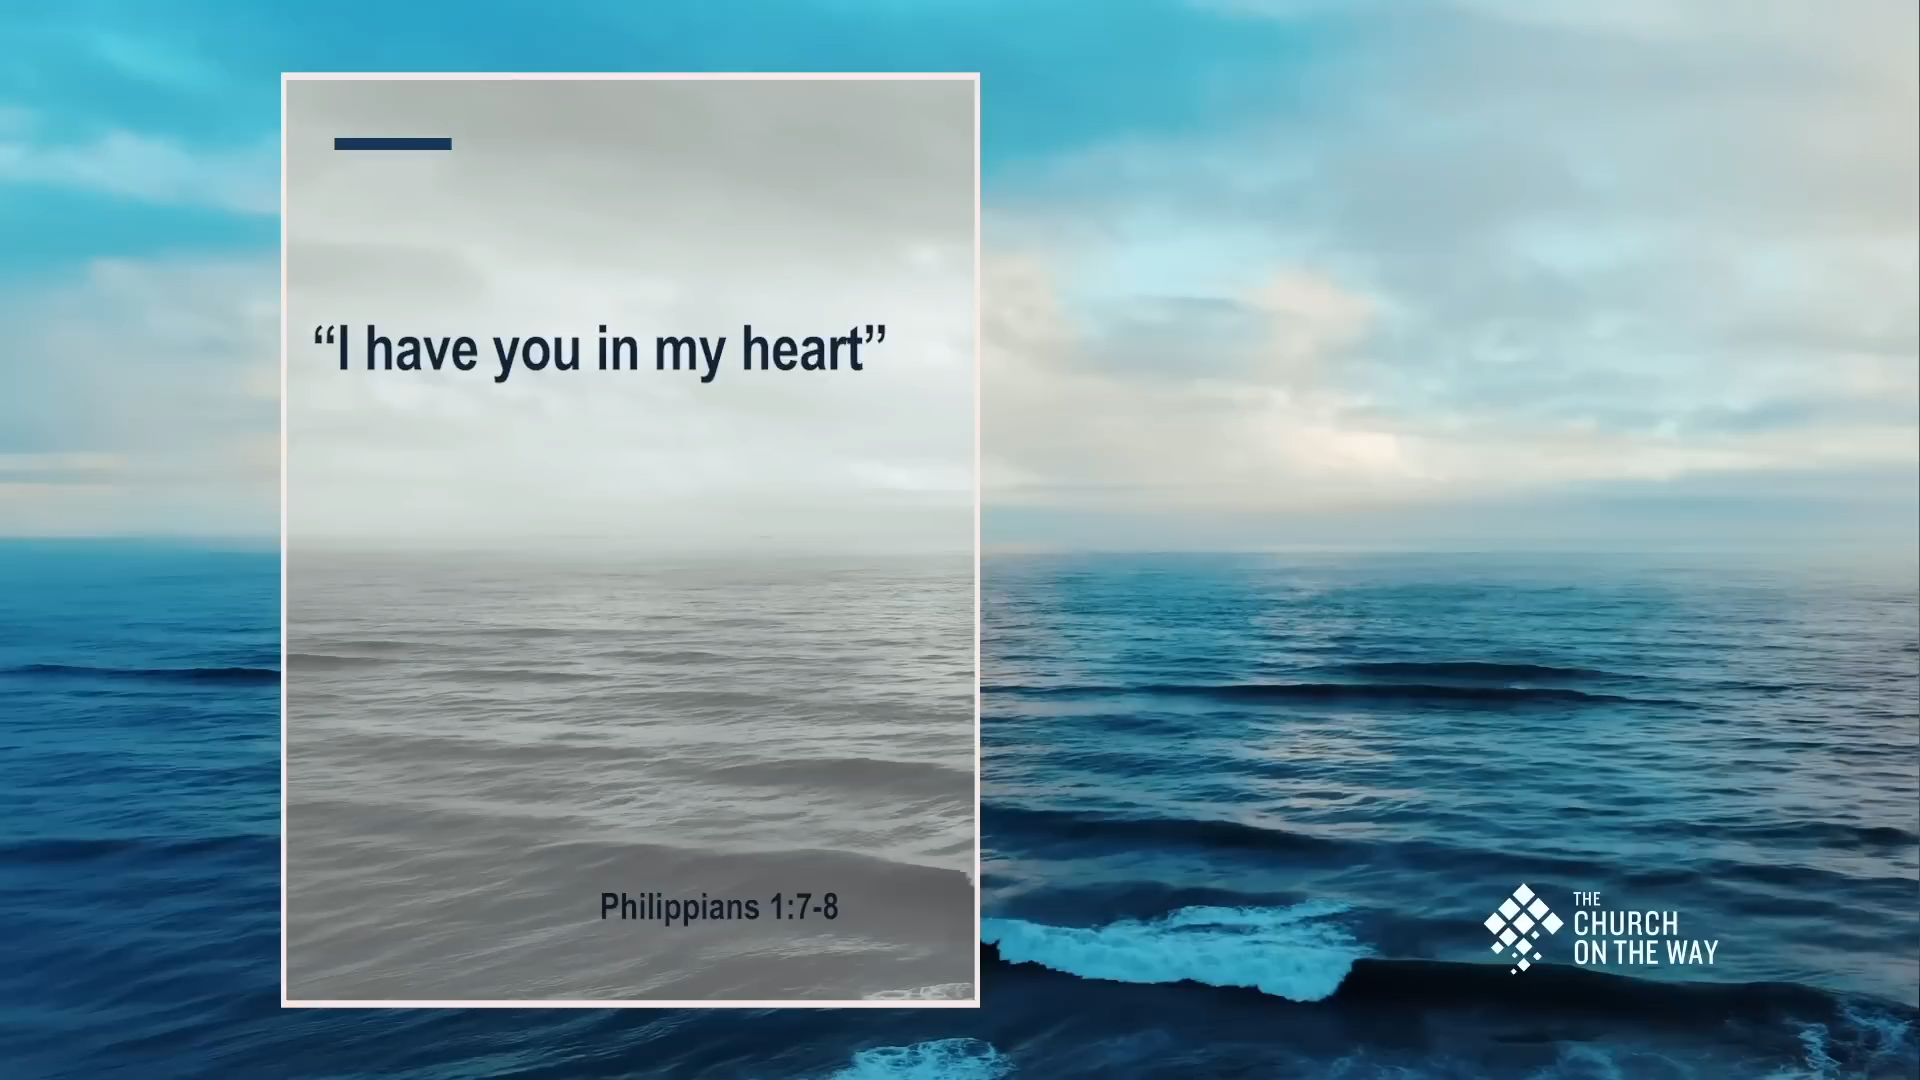 “I have you in my heart”
Philippians 1:7-8
THE
CHURCH
ON THE WAY